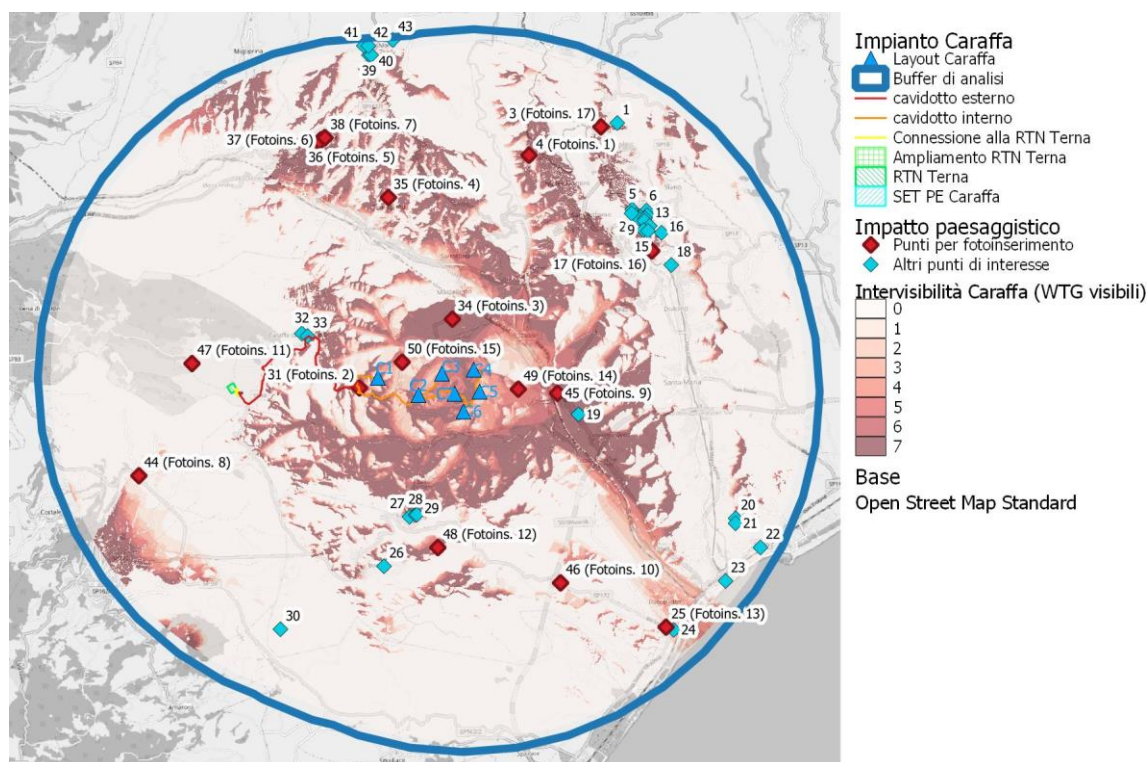 41
42
43
39
40
3 (Fotoins. 17)
1
4 (Fotoins. 1)
37 (Fotoins. 6)
38 (Fotoins. 7)
36 (Fotoins. 5)
35 (Fotoins. 4)
5
6
13
2
9
16
15
17 (Fotoins. 16)
18
32
33
34 (Fotoins. 3)
47 (Fotoins. 11)
50 (Fotoins. 15)
31 (Fotoins. 2)
C1
C2
C3
C4
C5
49 (Fotoins. 14)
45 (Fotoins. 9)
19
44 (Fotoins. 8)
27
28
29
20
21
22
48 (Fotoins. 12)
26
46 (Fotoins. 10)
23
25 (Fotoins. 13)
24
30
Impianto Caraffa
Layout Caraffa
Buffer di analisi
cavidotto esterno
cavidotto interno
Connessione alla RTN Terna
Ampliamento RTN Terna
RTN Terna
SET PE Caraffa
Impatto paesaggistico
Punti per fotoinserimento
Altri punti di interesse
Intervisibilità Caraffa (WTG visibili)
0
1
2
3
4
5
6
7
Base
Open Street Map Standard